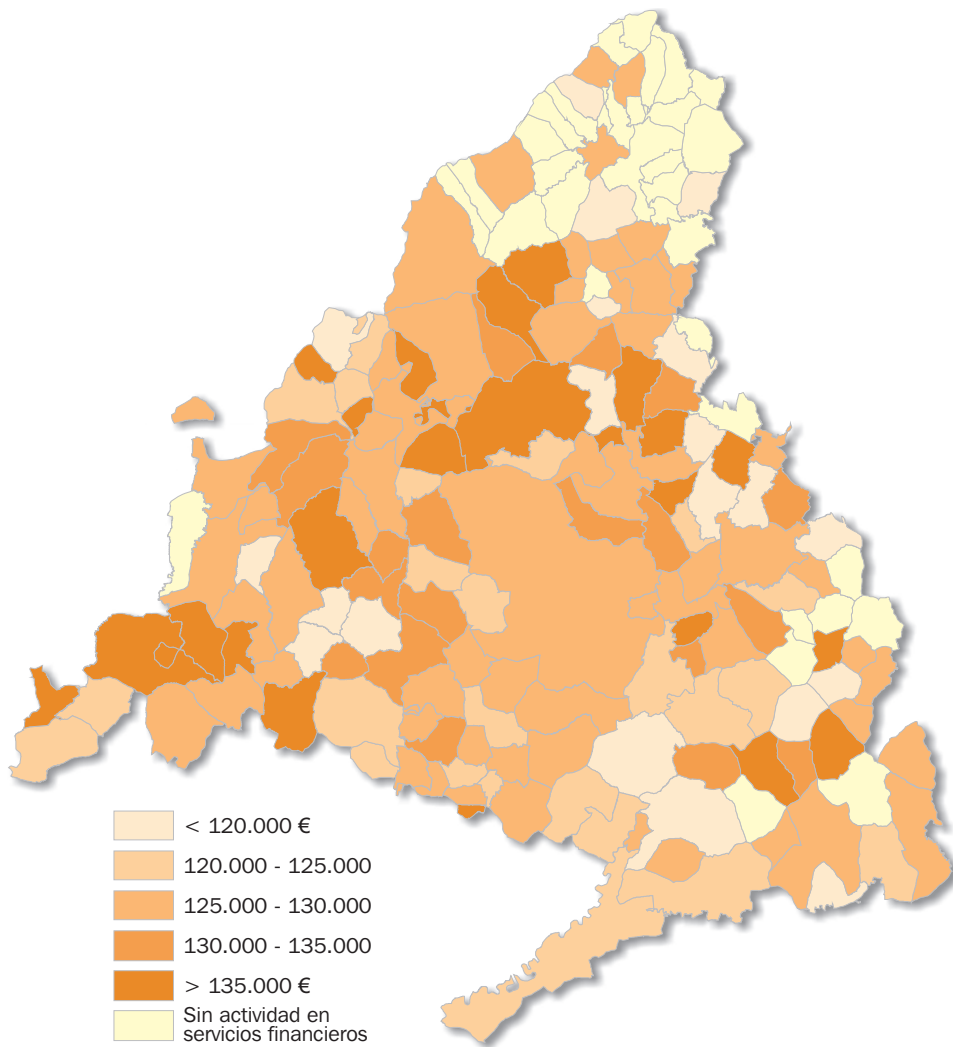 < 120.000 €
120.000 - 125.000
125.000 - 130.000
130.000 - 135.000
> 135.000 €
Sin actividad en
servicios financieros